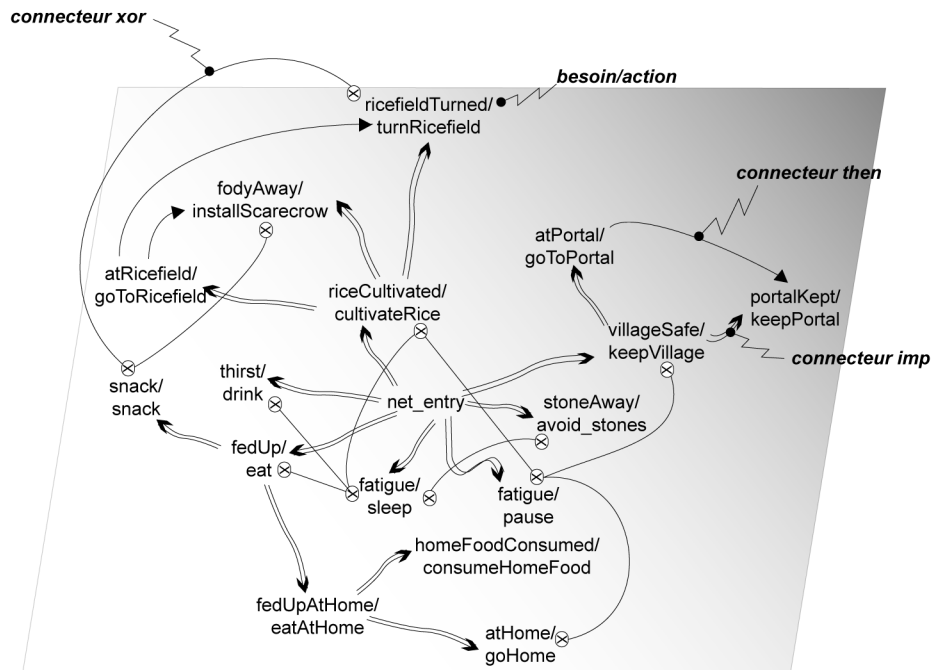 connecteur xor
besoin/action
ricefieldTurned/
turnRicefield
connecteur then
fodyAway/
installScarecrow
atPortal/
goToPortal
atRicefield/
goToRicefield
riceCultivated/
cultivateRice
portalKept/
keepPortal
villageSafe/
keepVillage
connecteur imp
thirst/
drink
snack/
snack
net_entry
stoneAway/
avoid_stones
fedUp/
eat
fatigue/
sleep
fatigue/
pause
homeFoodConsumed/
consumeHomeFood
fedUpAtHome/
eatAtHome
atHome/
goHome